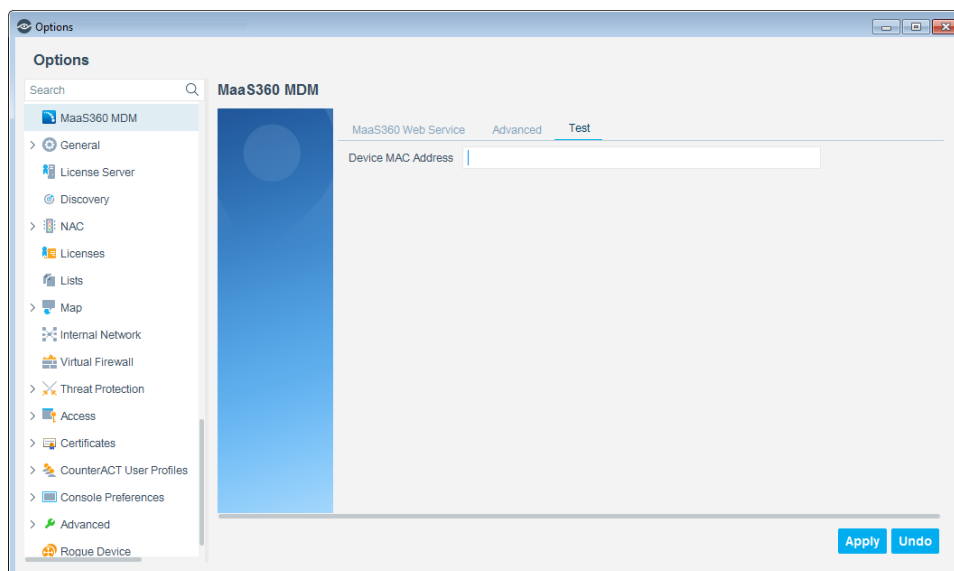 Options
Options
Search
MaaS360 MDM
General
License Server
Discovery
NAC
Licenses
Lists
Map
Internal Network
Virtual Firewall
Threat Protection
Access
Certificates
CounterACT User Profiles
Console Preferences
Advanced
Rogue Device
MaaS360 MDM
MaaS360 Web Service Advanced Test
Device MAC Address
Apply Undo